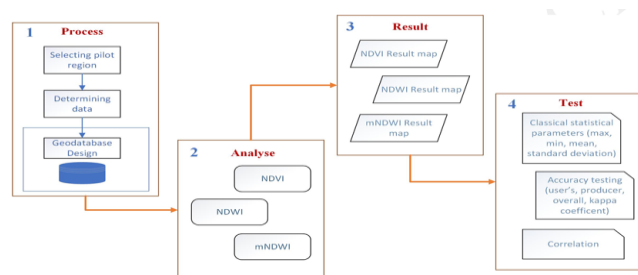 1 Process
Selecting pilot
region
Determining
data
Geodatabase
Design
2 Analyse
NDVI
NDWI
mNDWI
3 Result
NDVI Result map
NDWI Result map
mNDWI Result
map
4 Test
Classical statistical
parameters (max,
min, mean,
standard deviation)
Accuracy testing
(user's, producer,
overall, kappa
coefficent)
Correlation